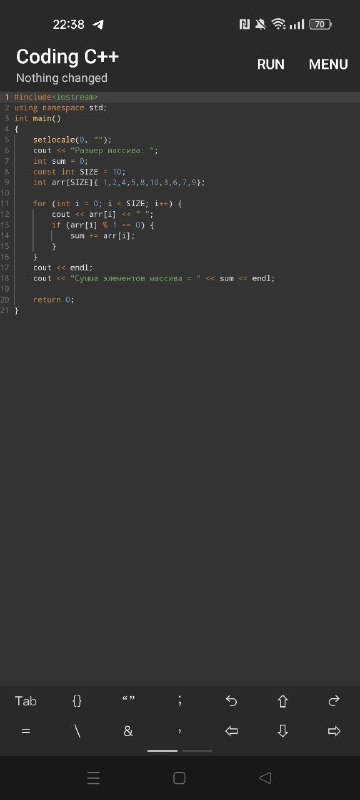 22:38
70
Coding C++
Nothing changed
RUN MENU
1 #include<iostream>
2 using namespace std;
3 int main()
4 {
5 setlocale(0, "");
6 cout << "Размер массива: ";
7 int sum = 0;
8 const int SIZE = 10;
9 int arr[SIZE]{ 1,2,4,5,8,10,3,6,7,9};
10
11 for (int i = 0; i < SIZE; i++) {
12 cout << arr[i] << " ";
13 if (arr[i] % 1 == 0) {
14 sum += arr[i];
15 }
16 }
17 cout << endl;
18 cout << "Сумма элементов массива = " << sum << endl;
19
20 return 0;
21 }
Tab {} “” ;
= \ & ,